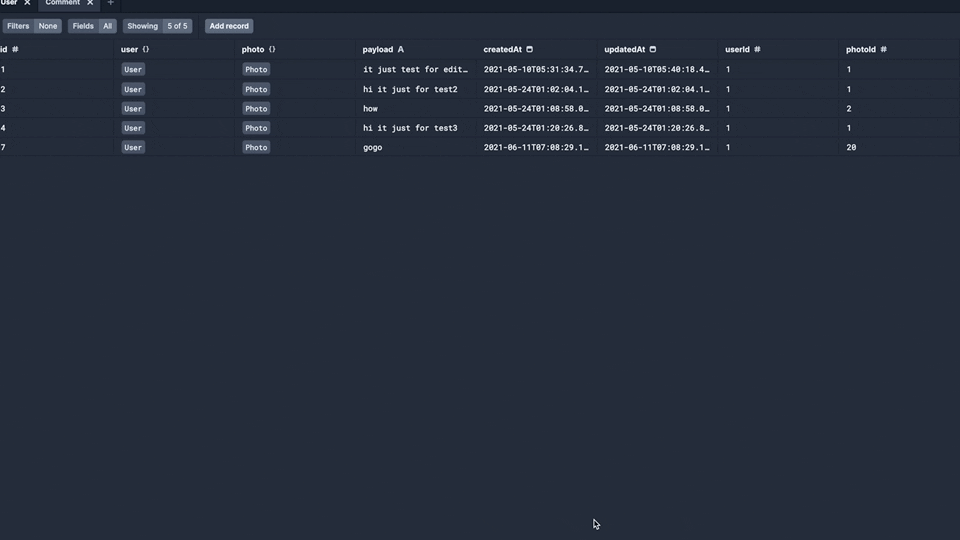 User × Comment × +
Filters None Fields All Showing 5 of 5 Add record
id # user {} photo {} payload A createdAt updatedAt userId # photoId #
1 User Photo it just test for edit… 2021-05-10T05:31:34.7… 2021-05-10T05:40:18.4… 1 1
2 User Photo hi it just for test2 2021-05-24T01:02:04.1… 2021-05-24T01:02:04.1… 1 1
3 User Photo how 2021-05-24T01:08:58.0… 2021-05-24T01:08:58.0… 1 2
4 User Photo hi it just for test3 2021-05-24T01:20:26.8… 2021-05-24T01:20:26.8… 1 1
7 User Photo gogo 2021-06-11T07:08:29.1… 2021-06-11T07:08:29.1… 1 20